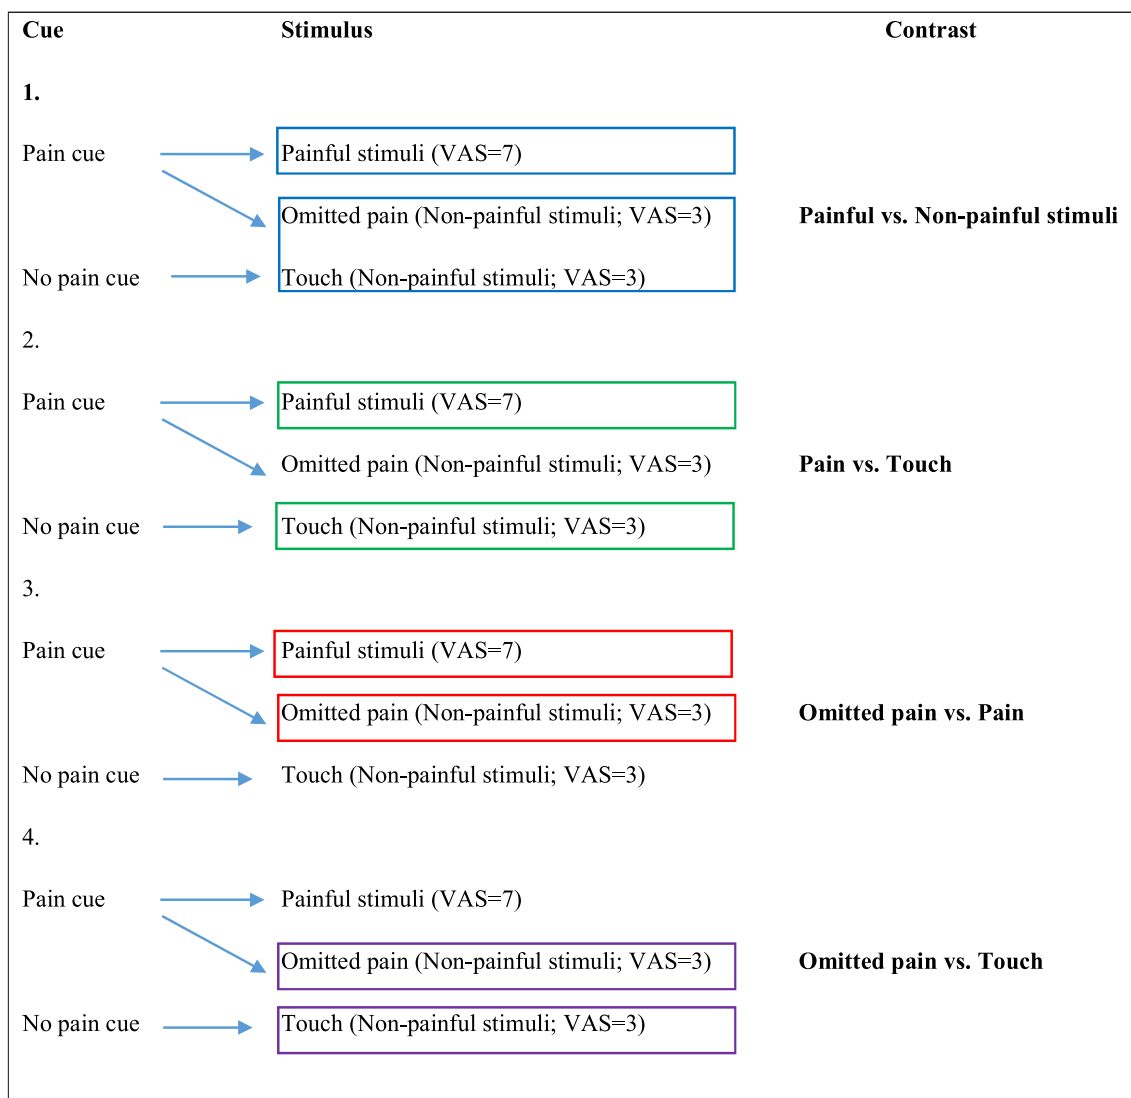 Cue Stimulus Contrast
1.
Pain cue Painful stimuli (VAS=7)
Omitted pain (Non-painful stimuli; VAS=3) Painful vs. Non-painful stimuli
No pain cue Touch (Non-painful stimuli; VAS=3)
2.
Pain cue Painful stimuli (VAS=7)
Omitted pain (Non-painful stimuli; VAS=3) Pain vs. Touch
No pain cue Touch (Non-painful stimuli; VAS=3)
3.
Pain cue Painful stimuli (VAS=7)
Omitted pain (Non-painful stimuli; VAS=3) Omitted pain vs. Pain
No pain cue Touch (Non-painful stimuli; VAS=3)
4.
Pain cue Painful stimuli (VAS=7)
Omitted pain (Non-painful stimuli; VAS=3) Omitted pain vs. Touch
No pain cue Touch (Non-painful stimuli; VAS=3)